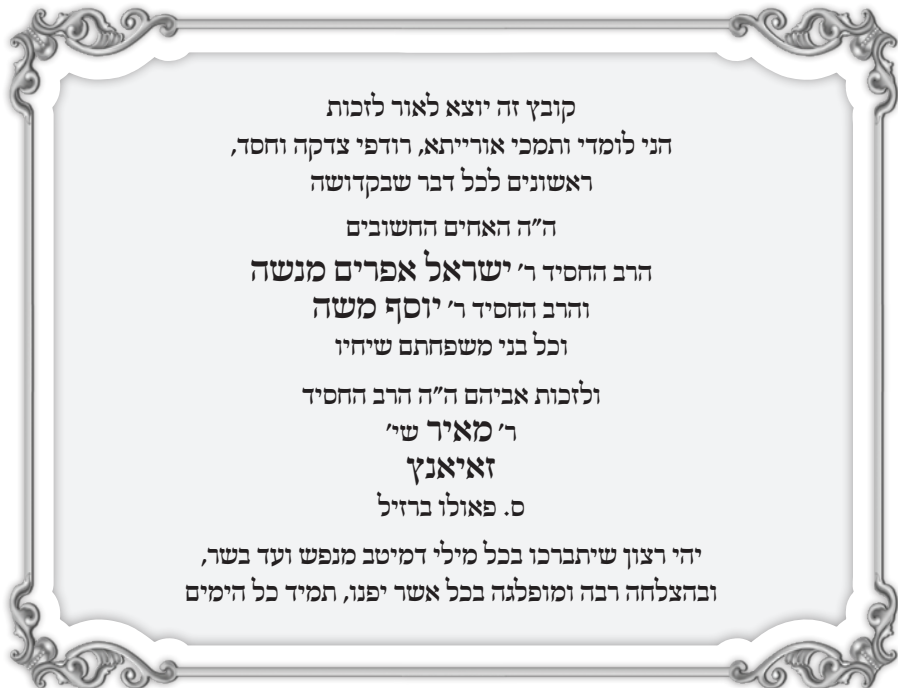 קובץ זה יוצא לאור לזכות
הני לומדי ותמכי אורייתא, רודפי צדקה וחסד,
ראשונים לכל דבר שבקדושה
ה״ה האחים החשובים
הרב החסיד ר׳ ישראל אפרים מנשה
והרב החסיד ר׳ יוסף משה
וכל בני משפחתם שיחיו
ולזכות אביהם ה״ה הרב החסיד
ר׳ מאיר שי׳
זאיאנץ
ס. פאולו ברזיל
יהי רצון שיתברכו בכל מילי דמיטב מנפש ועד בשר,
ובהצלחה רבה ומופלגה בכל אשר יפנו, תמיד כל הימים